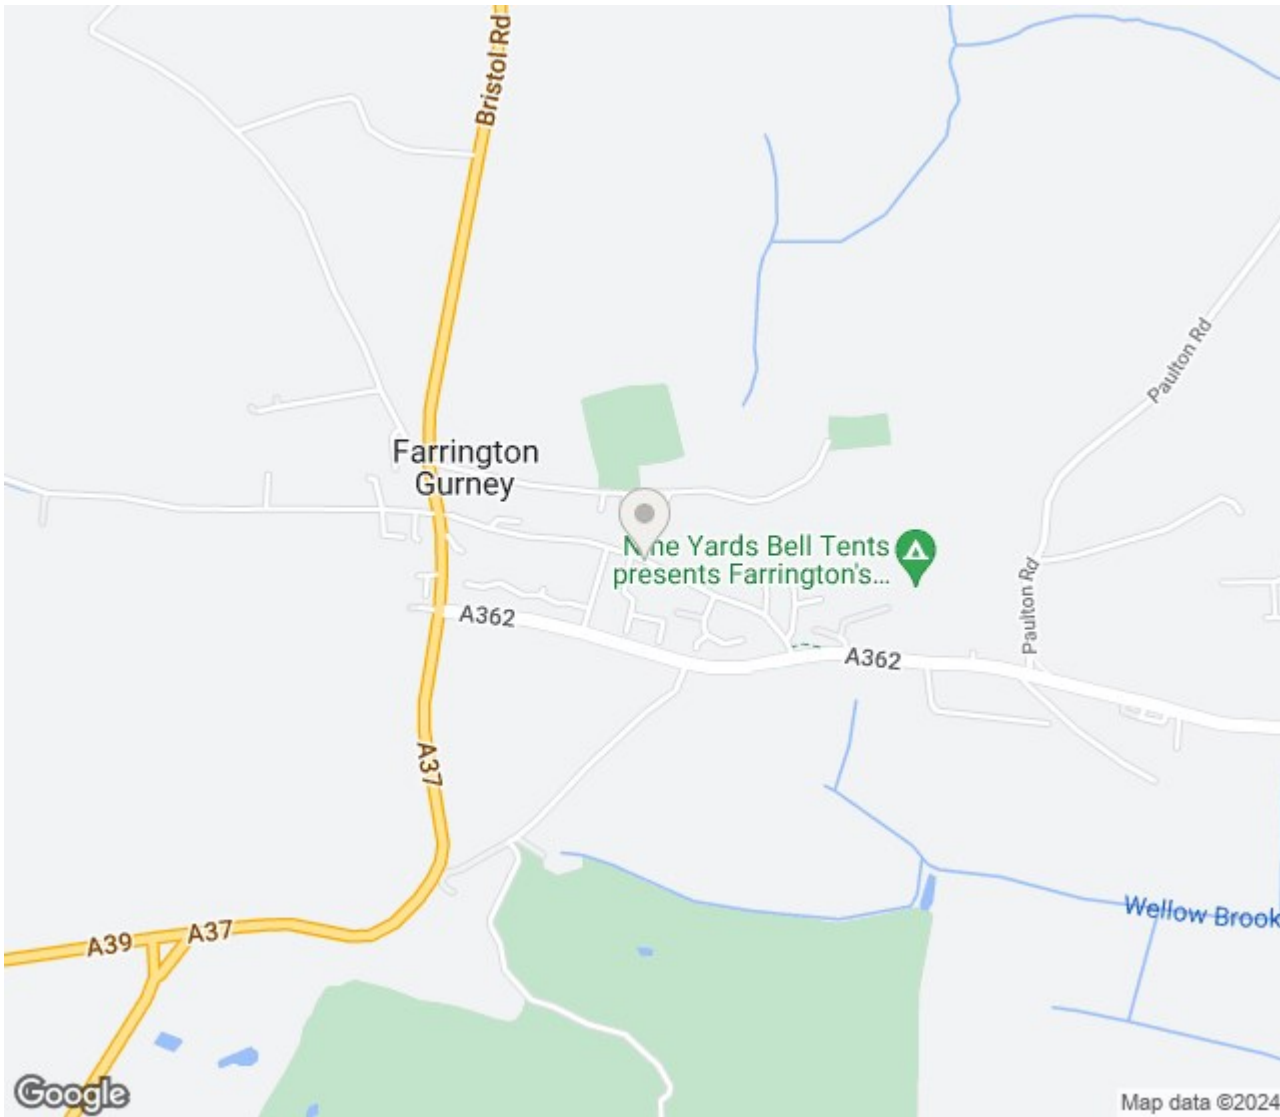 Bristol Rd
Paulton Rd
Farrington
Gurney
Nine Yards Bell Tents
presents Farrington's...
Paulton Rd
A362
A362
A37
Wellow Brook
A37
A39
Google
Map data ©2024